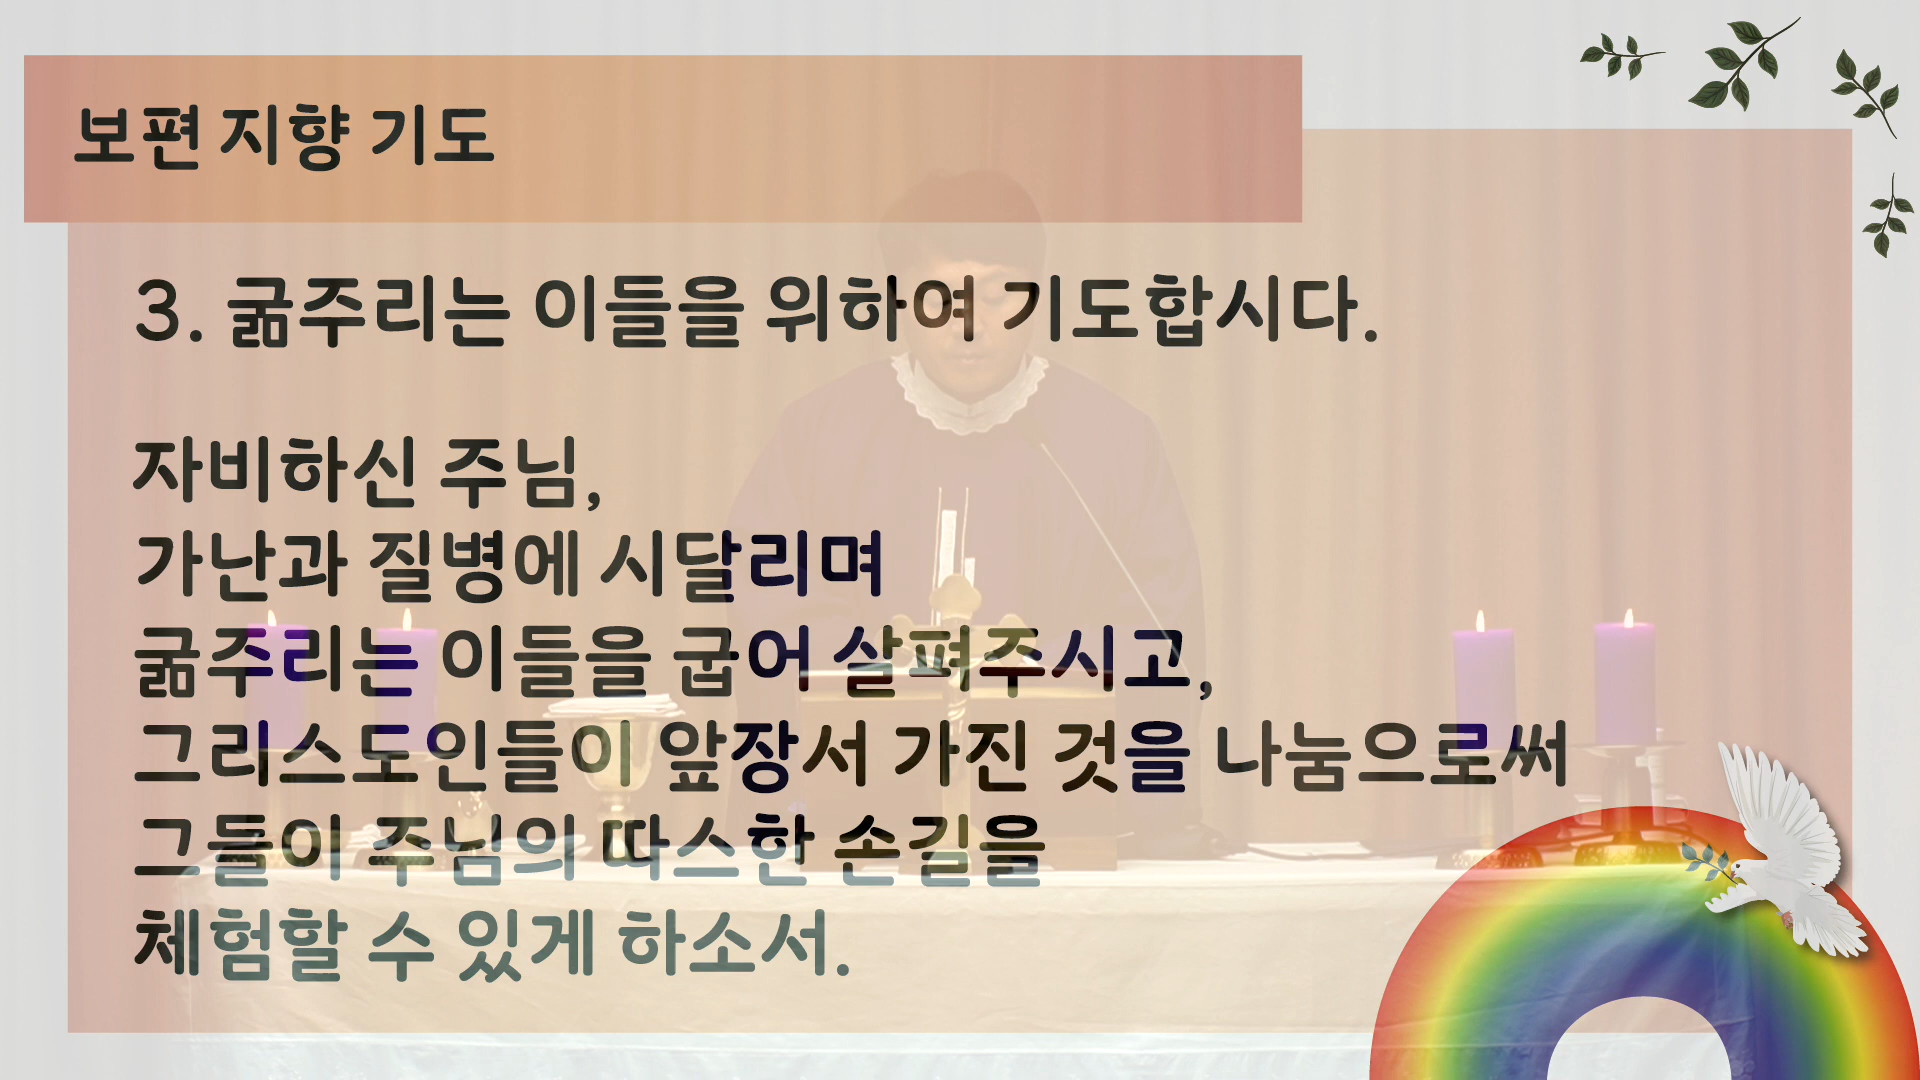 보편 지향 기도
3. 굶주리는 이들을 위하여 기도합시다.
자비하신 주님,
가난과 질병에 시달리며
굶주리는 이들을 굽어 살펴주시고,
그리스도인들이 앞장서 가진 것을 나눔으로써
그들이 주님의 따스한 손길을
체험할 수 있게 하소서.